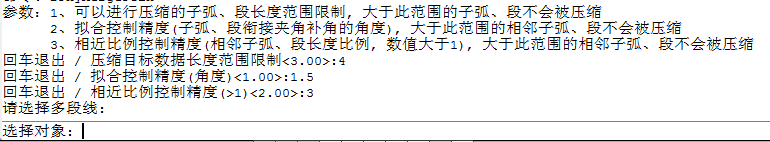 参数: 1、可以进行压缩的子弧、段长度范围限制, 大于此范围的子弧、段不会被压缩
2、拟合控制精度(子弧、段衔接夹角补角的角度), 大于此范围的相邻子弧、段不会被压缩
3、相近比例控制精度(相邻子弧、段长度比例, 数值大于1), 大于此范围的相邻子弧、段不会被压缩
回车退出 / 压缩目标数据长度范围限制<3.00>:4
回车退出 / 拟合控制精度(角度)<1.00>:1.5
回车退出 / 相近比例控制精度(>1)<2.00>:3
请选择多段线:
选择对象: